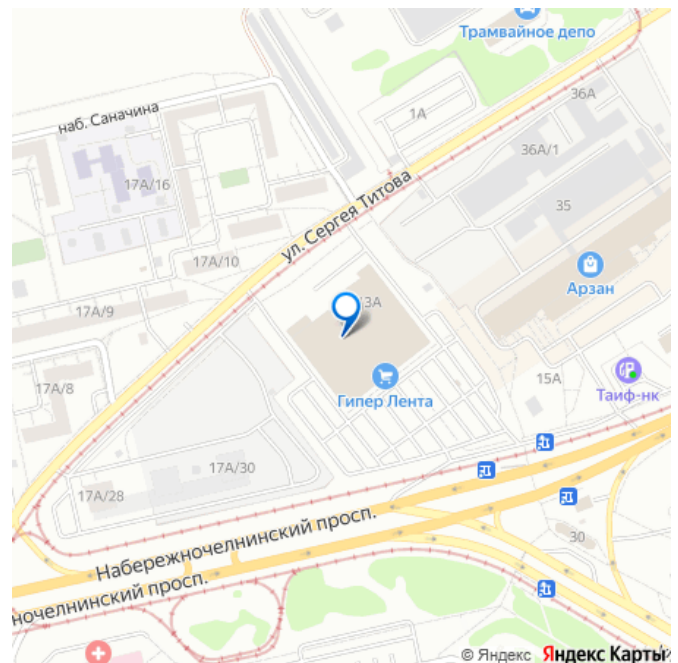 Трамвайное депо
36А
1А
наб. Саначина
36А/1
17А/16
ул. Сергея Титова
35
17А/10
Арзан
3А
17А/9
15А
Таиф-нк
17А/8
Гипер Лента
17А/30
17А/28
Набережночелнинский просп.
30
ночелнинский просп.
© Яндекс Яндекс Карты